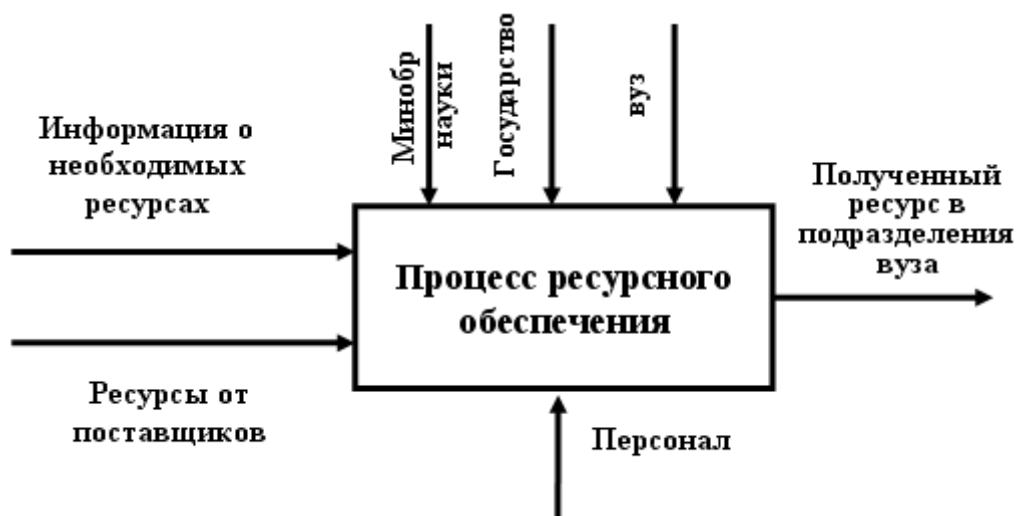 Минобр
науки
Государство
вуз
Информация о
необходимых
ресурсах
Полученный
ресурс в
подразделения
вуза
Процесс ресурсного
обеспечения
Ресурсы от
поставщиков
Персонал